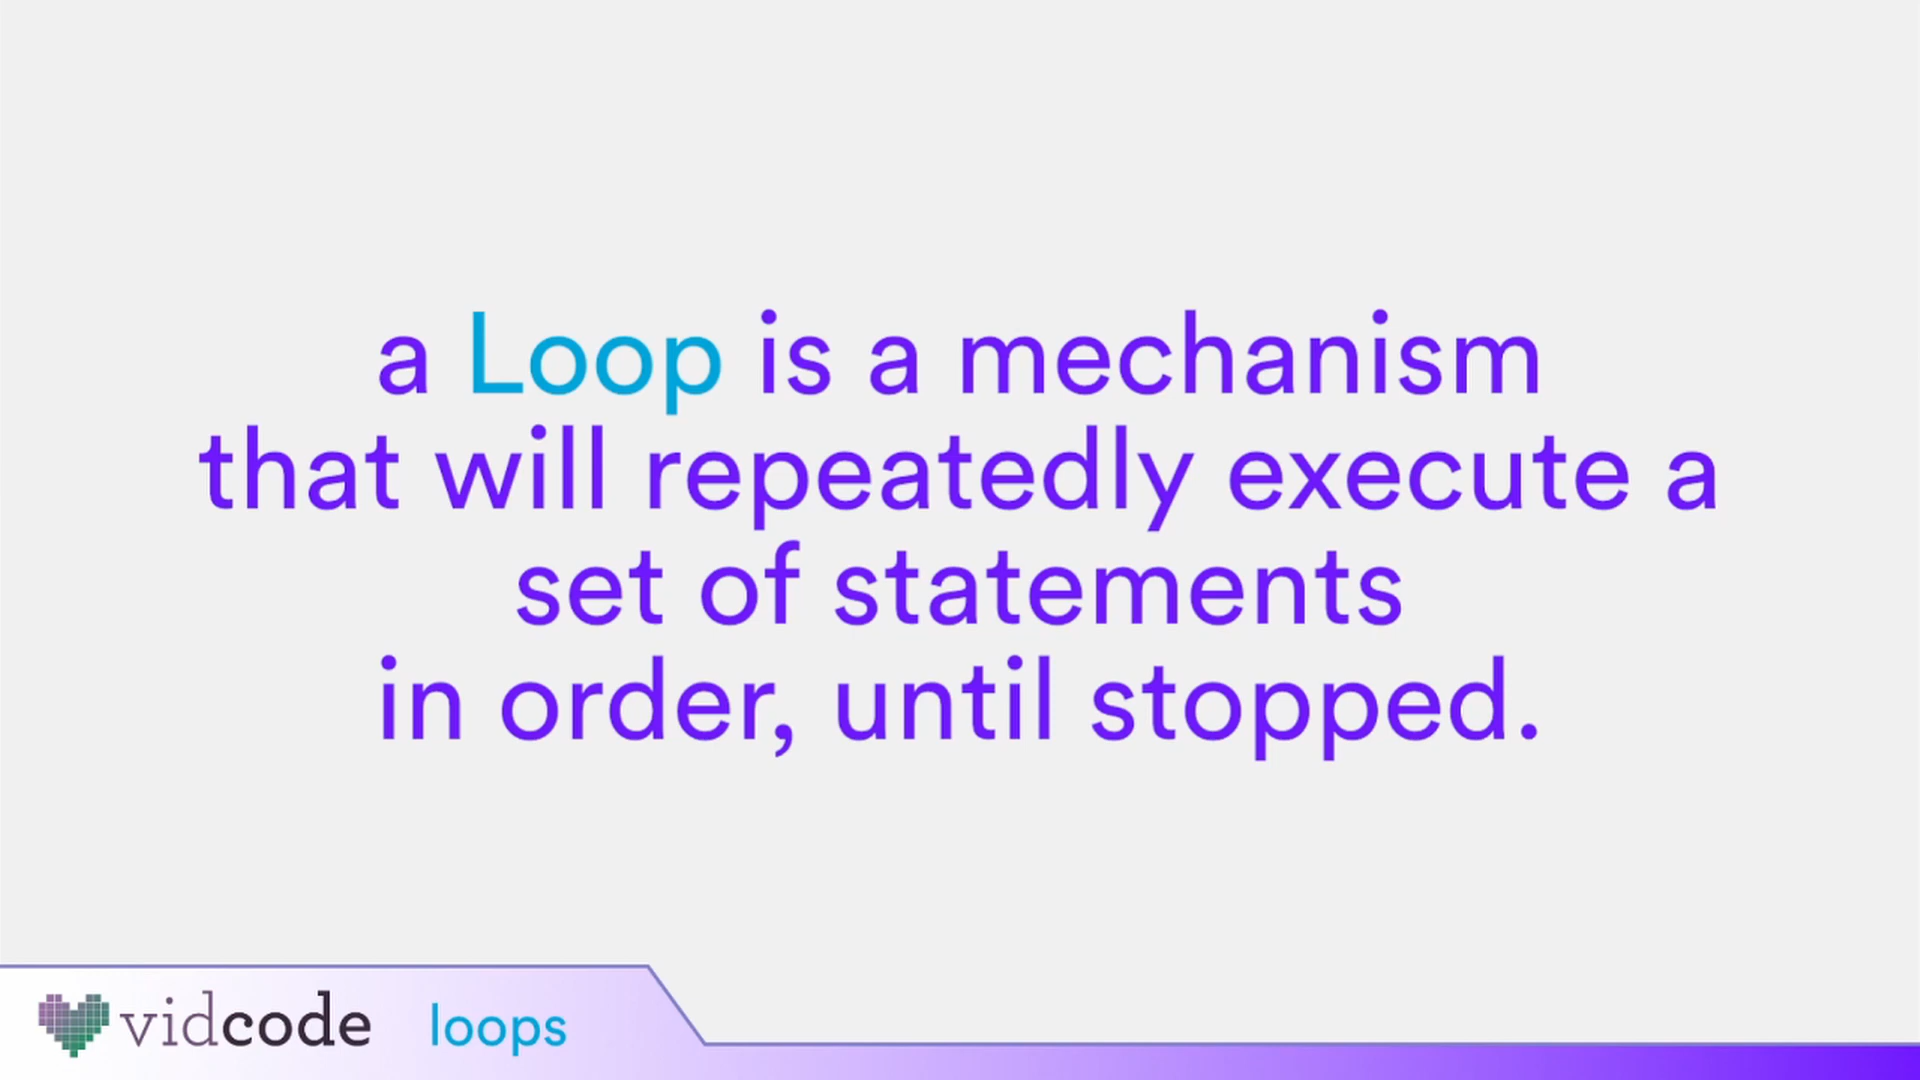 a Loop is a mechanism
that will repeatedly execute a
set of statements
in order, until stopped.
vidcode loops